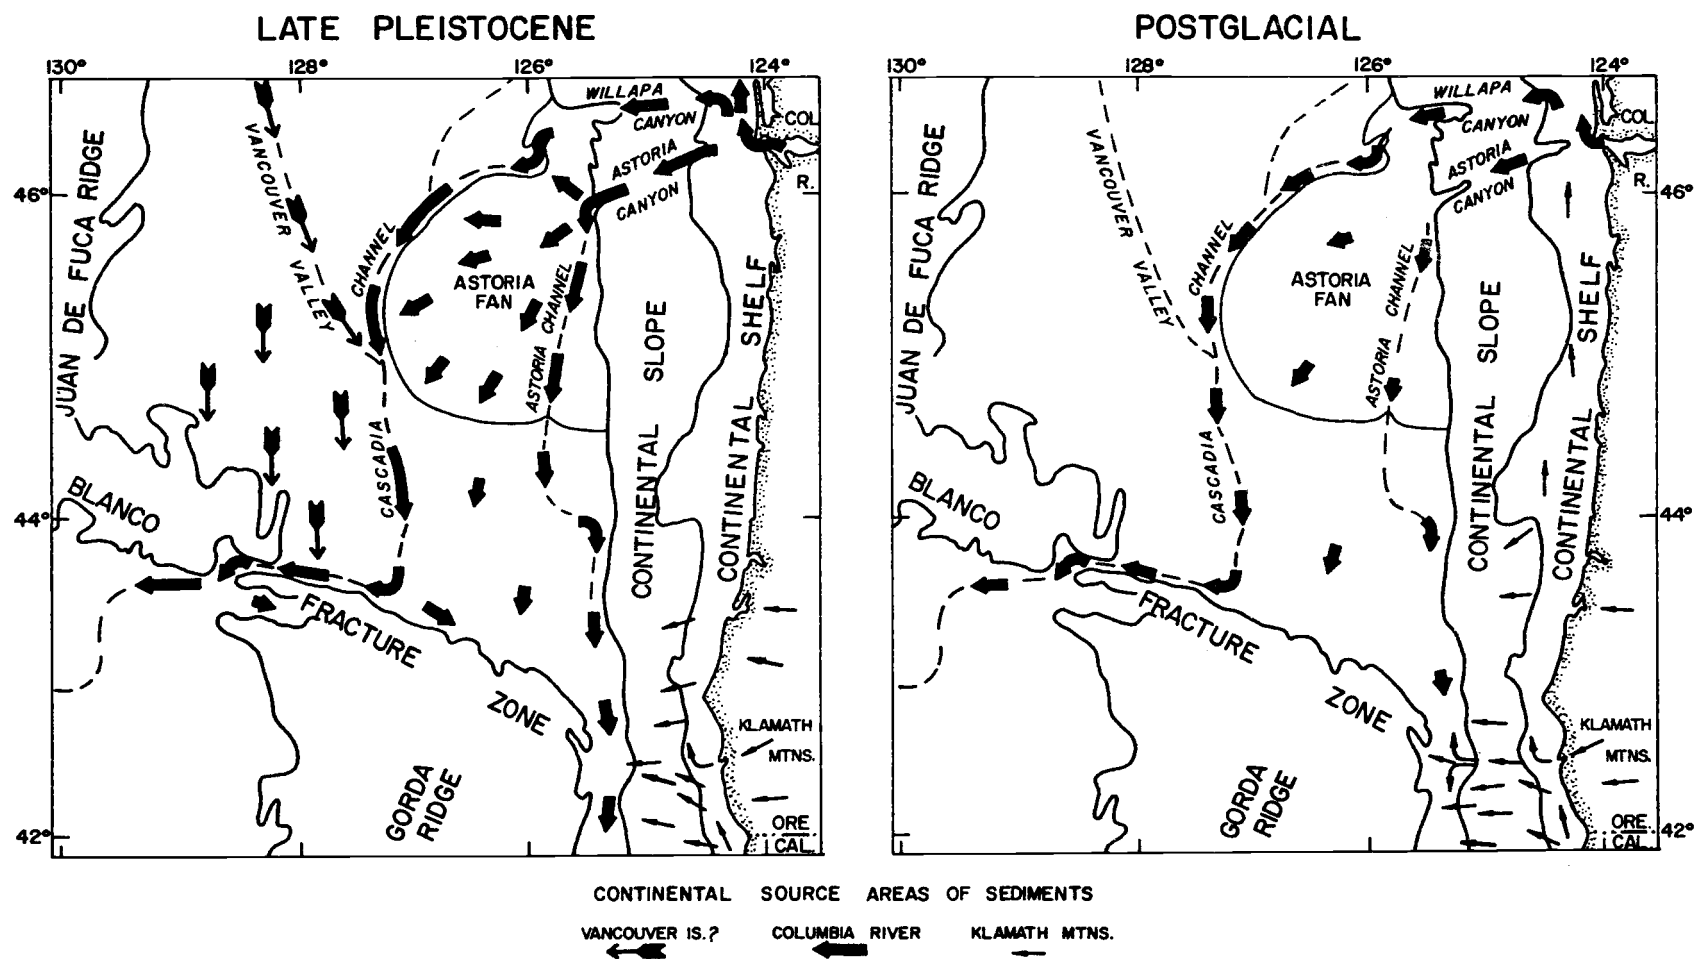 LATE PLEISTOCENE
130° 128° 126° 124°
WILLAPA
CANYON
COL.
R.
ASTORIA
CANYON
46°
VANCOUVER
VALLEY
JUAN DE FUCA RIDGE
CHANNEL
CASCADIA
ASTORIA
FAN
CHANNEL
ASTORIA
CONTINENTAL SLOPE
CONTINENTAL SHELF
44°
BLANCO
FRACTURE
ZONE
GORDA
RIDGE
KLAMATH
MTNS.
42°
ORE.
CAL.
POSTGLACIAL
130° 128° 126° 124°
WILLAPA
CANYON
COL.
R.
ASTORIA
CANYON
46°
VANCOUVER
VALLEY
JUAN DE FUCA RIDGE
CHANNEL
CASCADIA
ASTORIA
FAN
CHANNEL
ASTORIA
CONTINENTAL SLOPE
CONTINENTAL SHELF
44°
BLANCO
FRACTURE
ZONE
GORDA
RIDGE
KLAMATH
MTNS.
ORE.
42°
CAL.
CONTINENTAL SOURCE AREAS OF SEDIMENTS
VANCOUVER IS.? COLUMBIA RIVER KLAMATH MTNS.